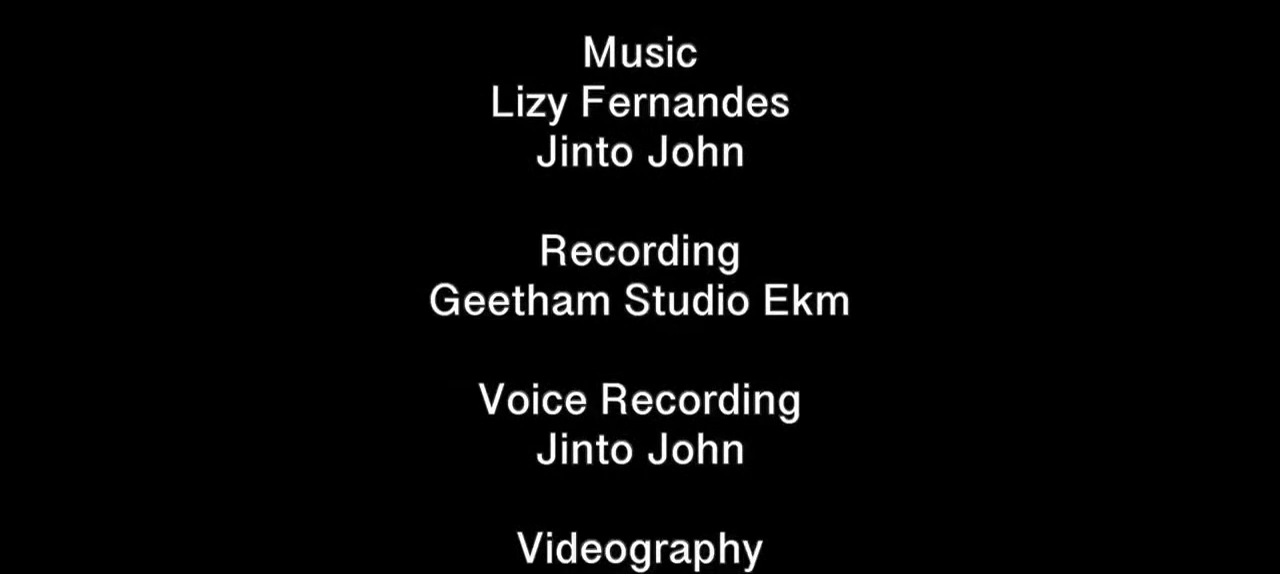 Music
Lizy Fernandes
Jinto John
Recording
Geetham Studio Ekm
Voice Recording
Jinto John
Videography